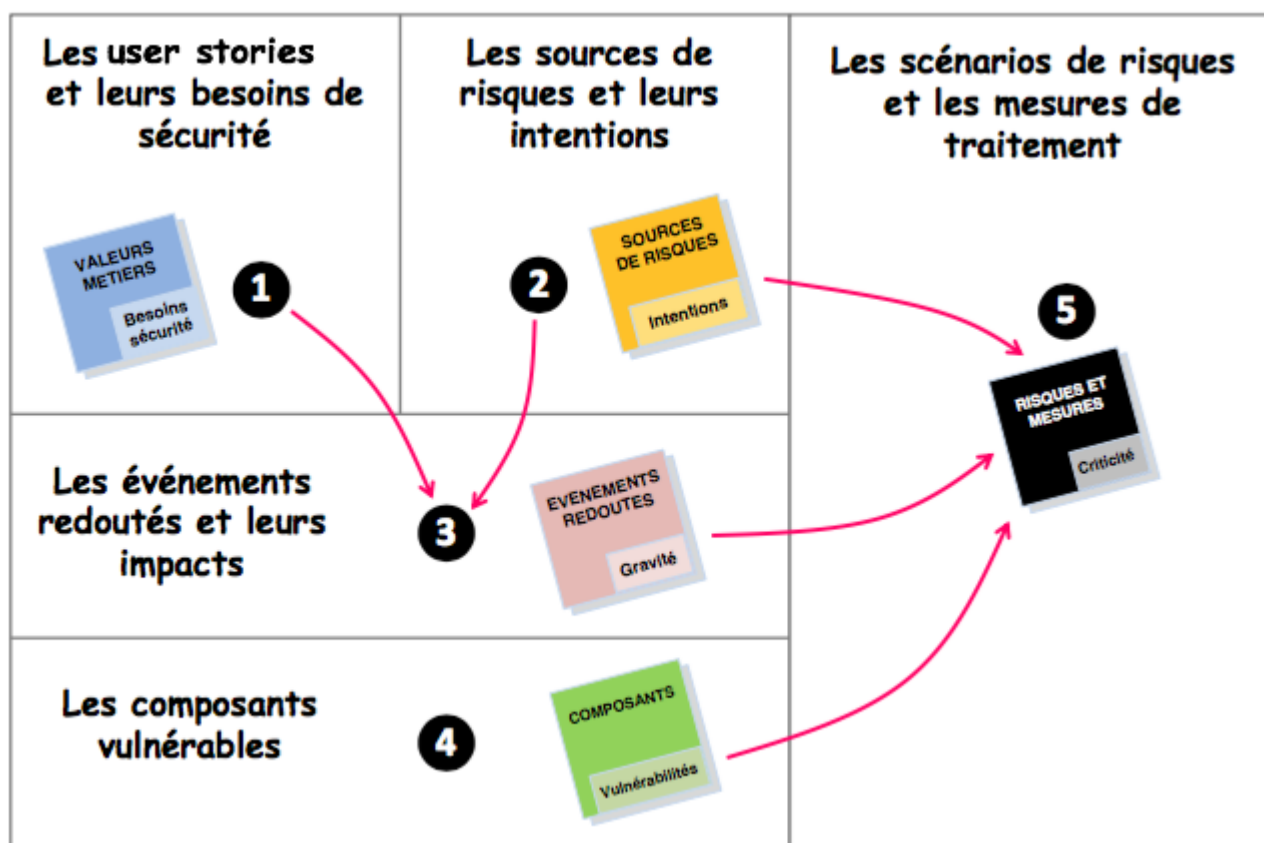 Les user stories
et leurs besoins de
sécurité
VALEURS
METIERS
Besoins
sécurité
1
Les sources de
risques et leurs
intentions
2
SOURCES
DE RISQUES
Intentions
Les scénarios de risques
et les mesures de
traitement
5
RISQUES ET
MESURES
Criticité
Les événements
redoutés et leurs
impacts
3
EVENEMENTS
REDOUTES
Gravité
Les composants
vulnérables
4
COMPOSANTS
Vulnérabilités